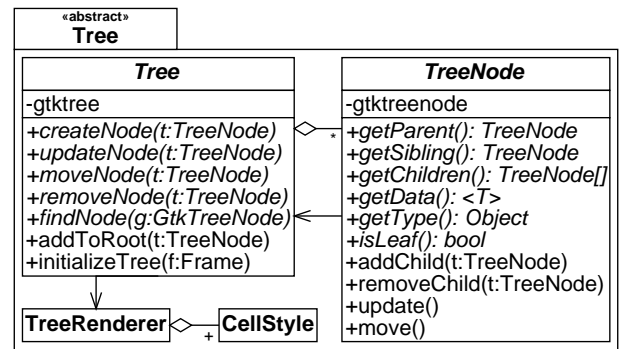 «abstract»
Tree
Tree
-gtktree
+createNode(t:TreeNode)
+updateNode(t:TreeNode)
+moveNode(t:TreeNode)
+removeNode(t:TreeNode)
+findNode(g:GtkTreeNode)
+addToRoot(t:TreeNode)
+initializeTree(f:Frame)
*
TreeNode
-gtktreenode
+getParent(): TreeNode
+getSibling(): TreeNode
+getChildren(): TreeNode[]
+getData(): <T>
+getType(): Object
+isLeaf(): bool
+addChild(t:TreeNode)
+removeChild(t:TreeNode)
+update()
+move()
TreeRenderer
+
CellStyle